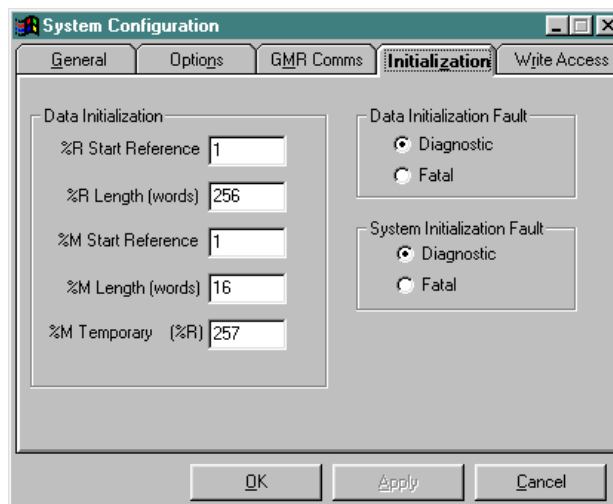 System Configuration
General Options GMR Comms Initialization Write Access
Data Initialization
%R Start Reference 1
%R Length (words) 256
%M Start Reference 1
%M Length (words) 16
%M Temporary (%R) 257
Data Initialization Fault
Diagnostic
Fatal
System Initialization Fault
Diagnostic
Fatal
OK Apply Cancel